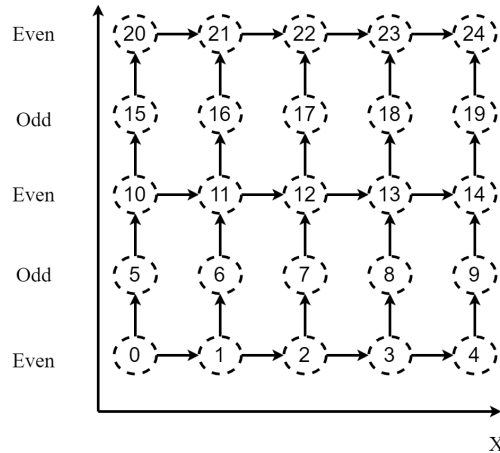 Even 20 21 22 23 24
Odd 15 16 17 18 19
Even 10 11 12 13 14
Odd 5 6 7 8 9
Even 0 1 2 3 4
X